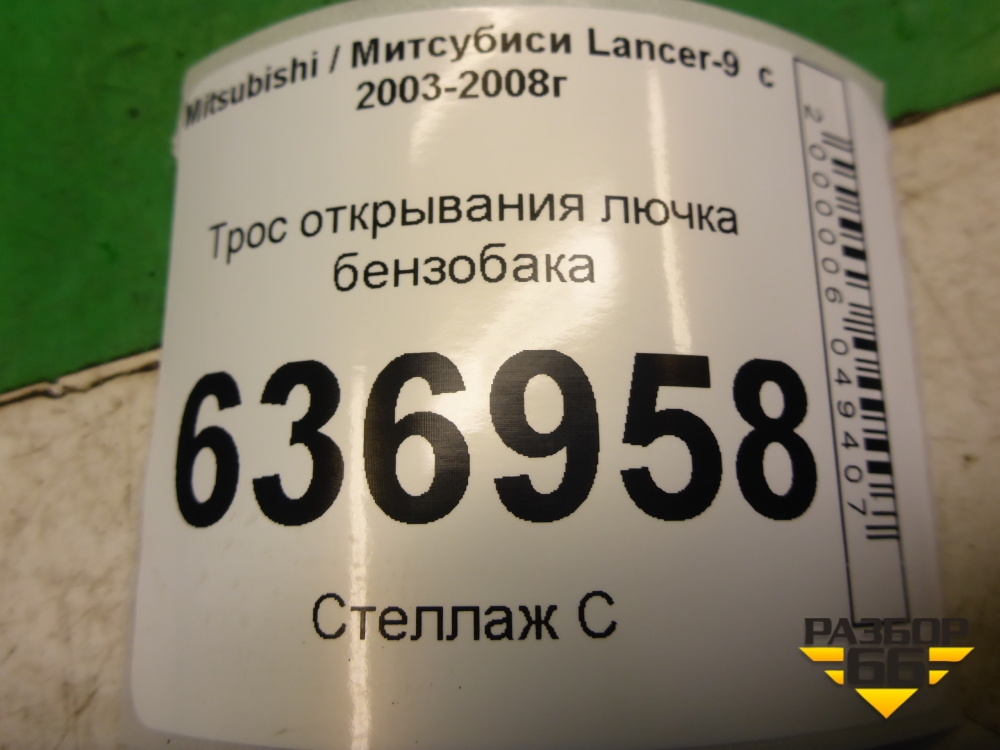 Mitsubishi / Митсубиси Lancer-9 с
2003-2008г
Трос открывания лючка
бензобака
636958
Стеллаж С
2000006049407
РАЗБОР
66